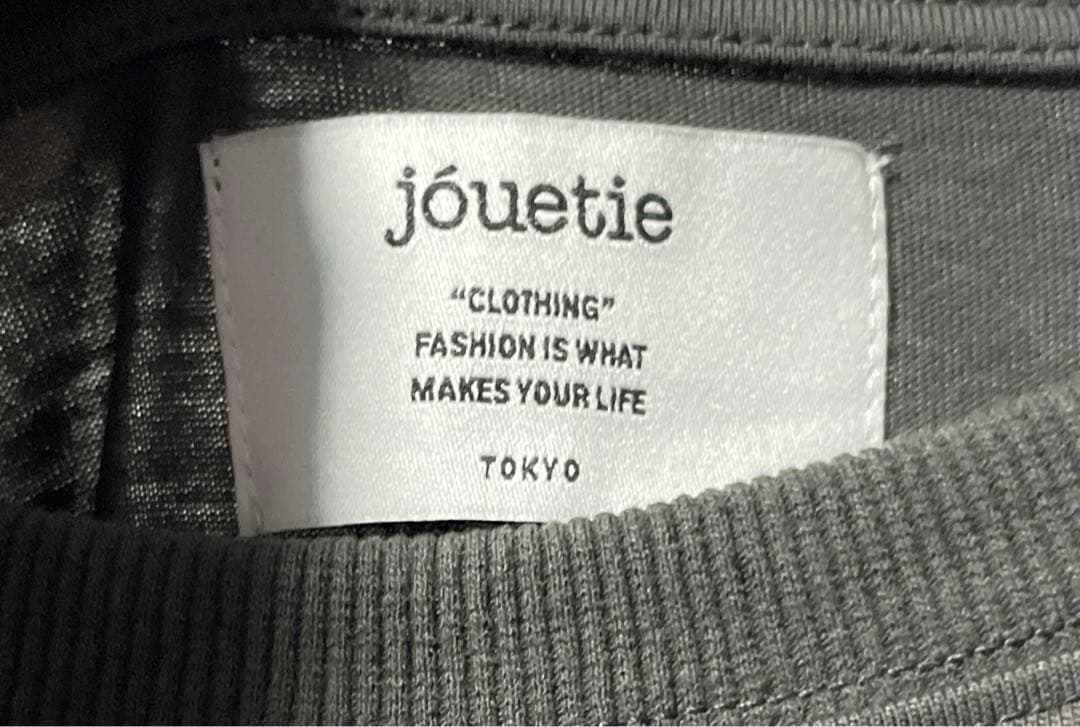 jóuetie
“CLOTHING”
FASHION IS WHAT
MAKES YOUR LIFE
TOKYO